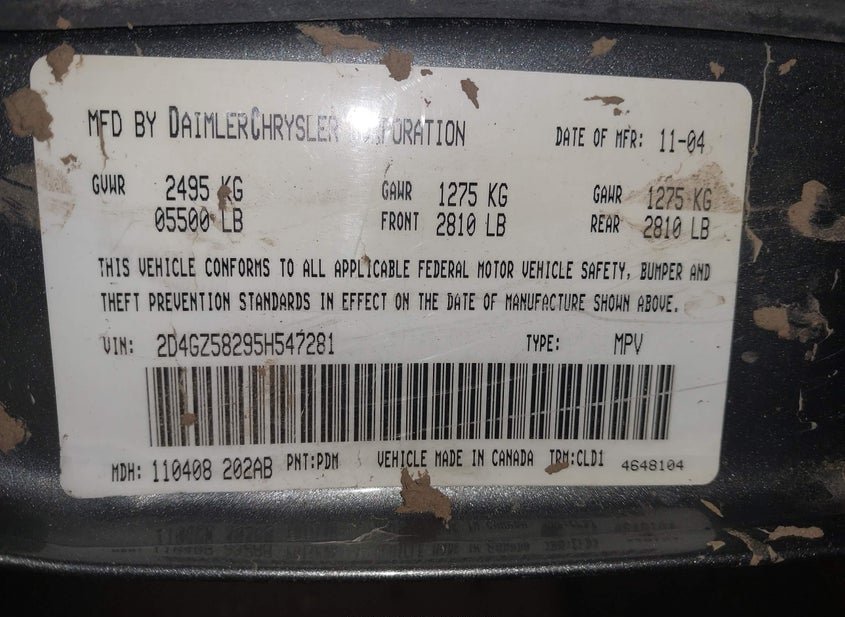 MFD BY DAIMLERCHRYSLER CORPORATION DATE OF MFR: 11-04
GVWR 2495 KG GAWR 1275 KG GAWR 1275 KG
05500 LB FRONT 2810 LB REAR 2810 LB
THIS VEHICLE CONFORMS TO ALL APPLICABLE FEDERAL MOTOR VEHICLE SAFETY, BUMPER AND
THEFT PREVENTION STANDARDS IN EFFECT ON THE DATE OF MANUFACTURE SHOWN ABOVE.
VIN: 2D4GZ58295H547281 TYPE: MPV
MDH: 110408 202AB PNT:PDM VEHICLE MADE IN CANADA TRM:CLD1 4648104